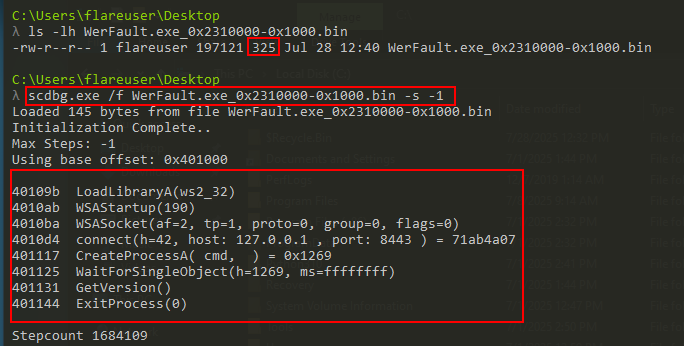 C:\Users\flareuser\Desktop
λ ls -lh WerFault.exe_0x2310000-0x1000.bin
-rw-r--r-- 1 flareuser 197121 325 Jul 28 12:40 WerFault.exe_0x2310000-0x1000.bin
C:\Users\flareuser\Desktop
λ scdbg.exe /f WerFault.exe_0x2310000-0x1000.bin -s -1
Loaded 145 bytes from file WerFault.exe_0x2310000-0x1000.bin
Initialization Complete..
Max Steps: -1
Using base offset: 0x401000
40109b LoadLibraryA(ws2_32)
4010ab WSAStartup(190)
4010ba WSASocket(af=2, tp=1, proto=0, group=0, flags=0)
4010d4 connect(h=42, host: 127.0.0.1 , port: 8443 ) = 71ab4a07
401117 CreateProcessA( cmd,  ) = 0x1269
401125 WaitForSingleObject(h=1269, ms=ffffffff)
401131 GetVersion()
401144 ExitProcess(0)
Stepcount 1684109